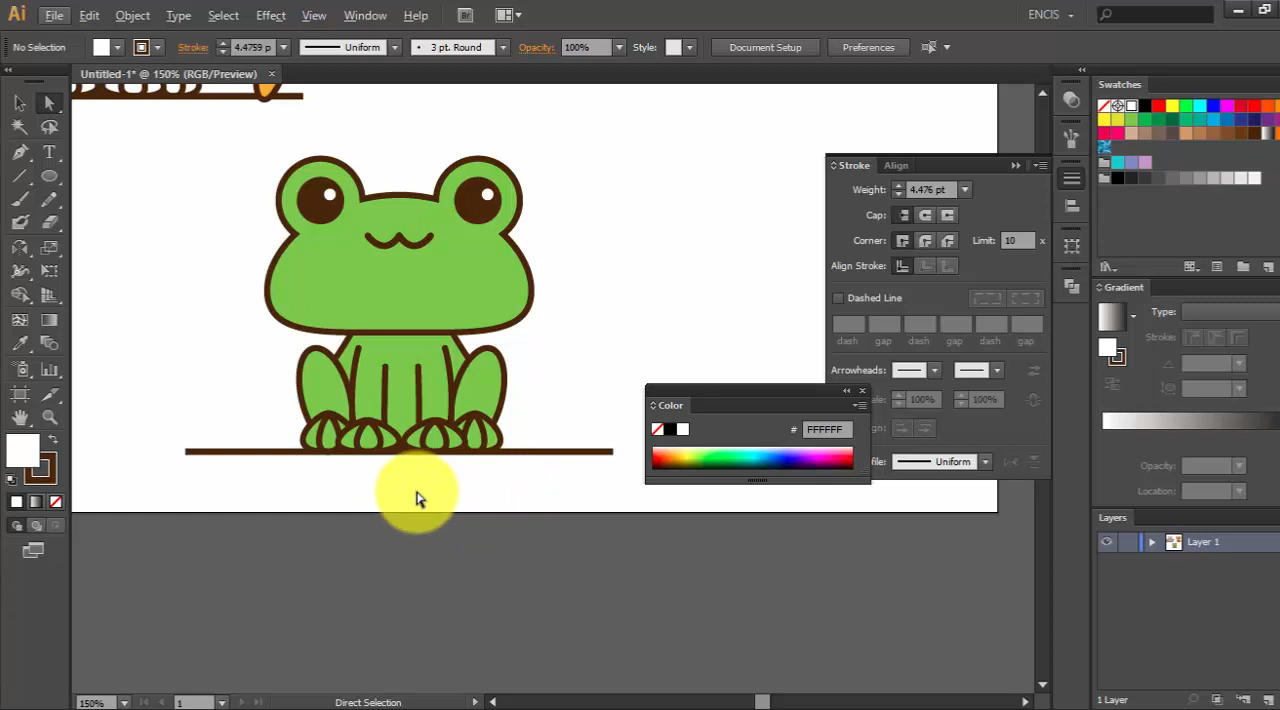 Ai File Edit Object Type Select Effect View Window Help Br ENCIS
No Selection Stroke: 4.4759 p Uniform 3 pt. Round Opacity: 100% Style: Document Setup Preferences
Untitled-1* @ 150% (RGB/Preview)
Swatches
Stroke Align
Weight: 4.476 pt
Cap:
Corner: Limit: 10 x
Align Stroke:
Dashed Line
dash gap dash gap dash gap
Arrowheads:
100% 100%
Uniform
Color
# FFFFFF
Gradient
Type:
Stroke:
Opacity:
Location:
Layers
Layer 1
1 Layer
150% 1 Direct Selection